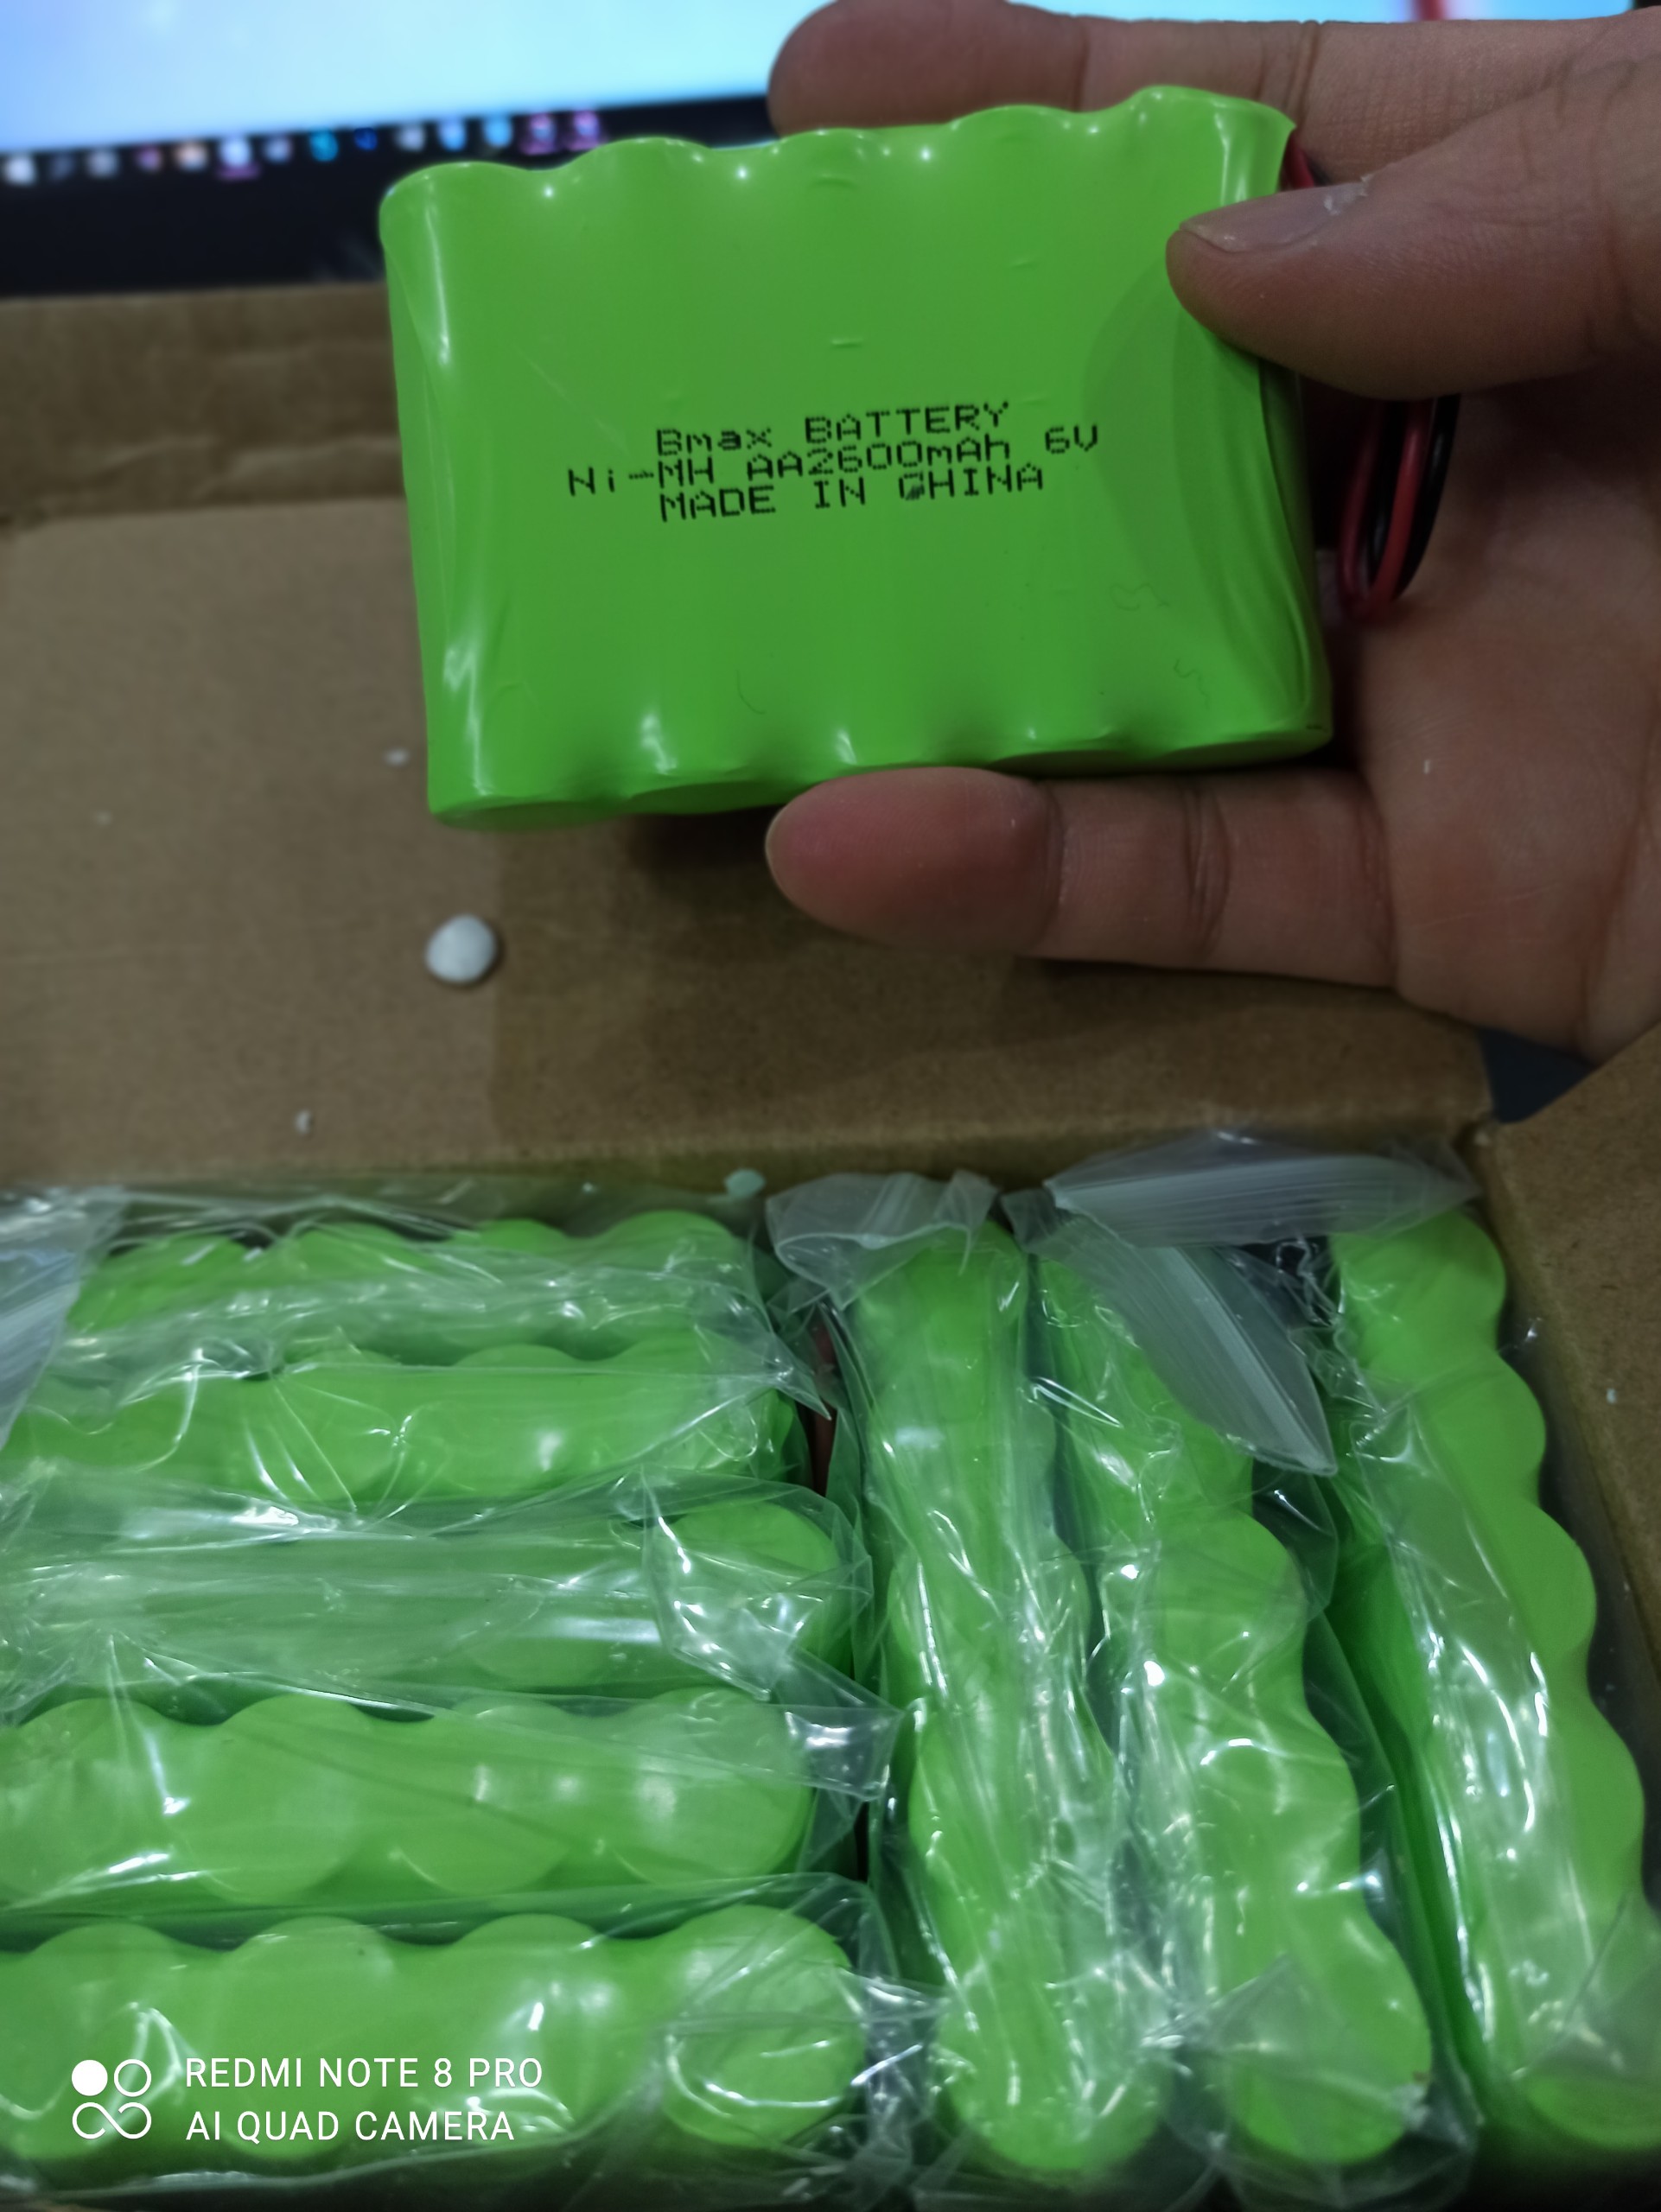 Bmax BATTERY
Ni-MH AA2600mAh 6V
MADE IN CHINA
REDMI NOTE 8 PRO
AI QUAD CAMERA